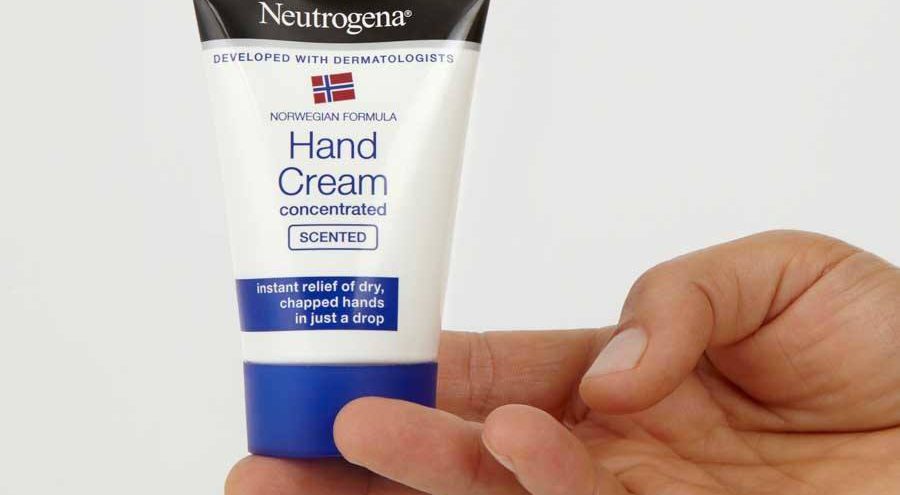 Neutrogena®
DEVELOPED WITH DERMATOLOGISTS
NORWEGIAN FORMULA
Hand
Cream
concentrated
SCENTED
instant relief of dry,
chapped hands
in just a drop